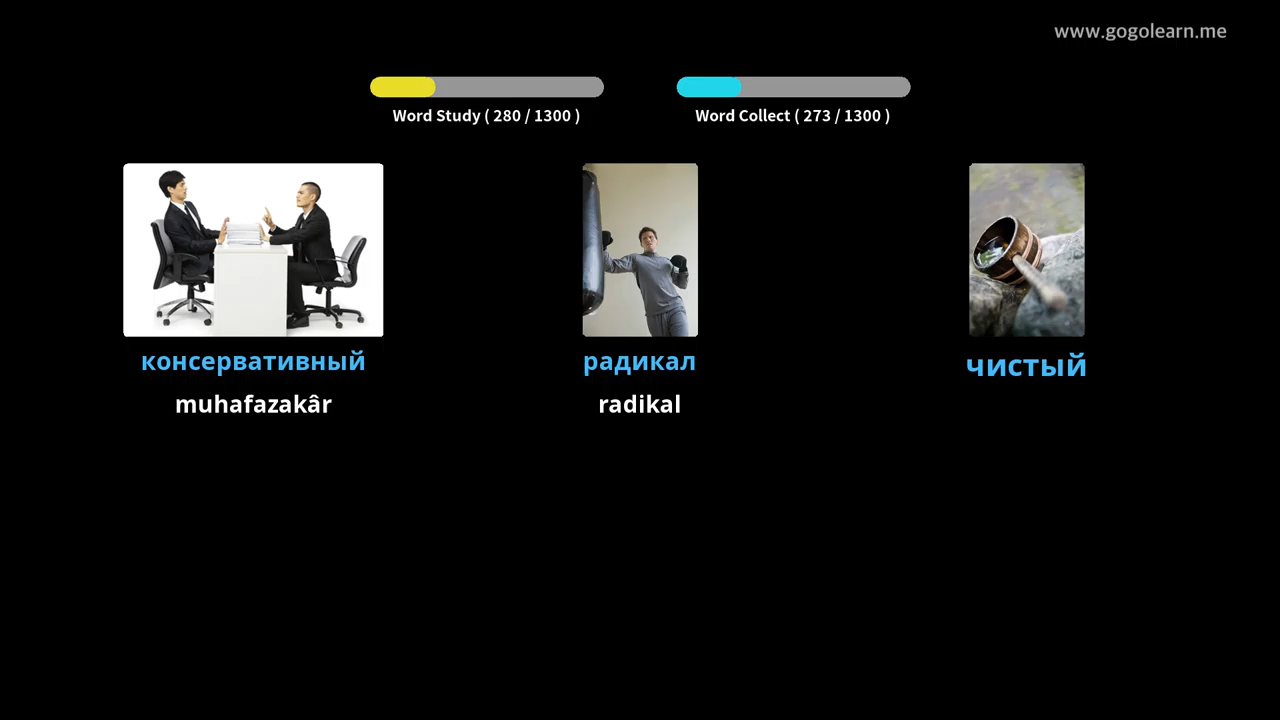 www.gogolearn.me
Word Study ( 280 / 1300 )
Word Collect ( 273 / 1300 )
консервативный
радикал
чистый
muhafazakâr
radikal